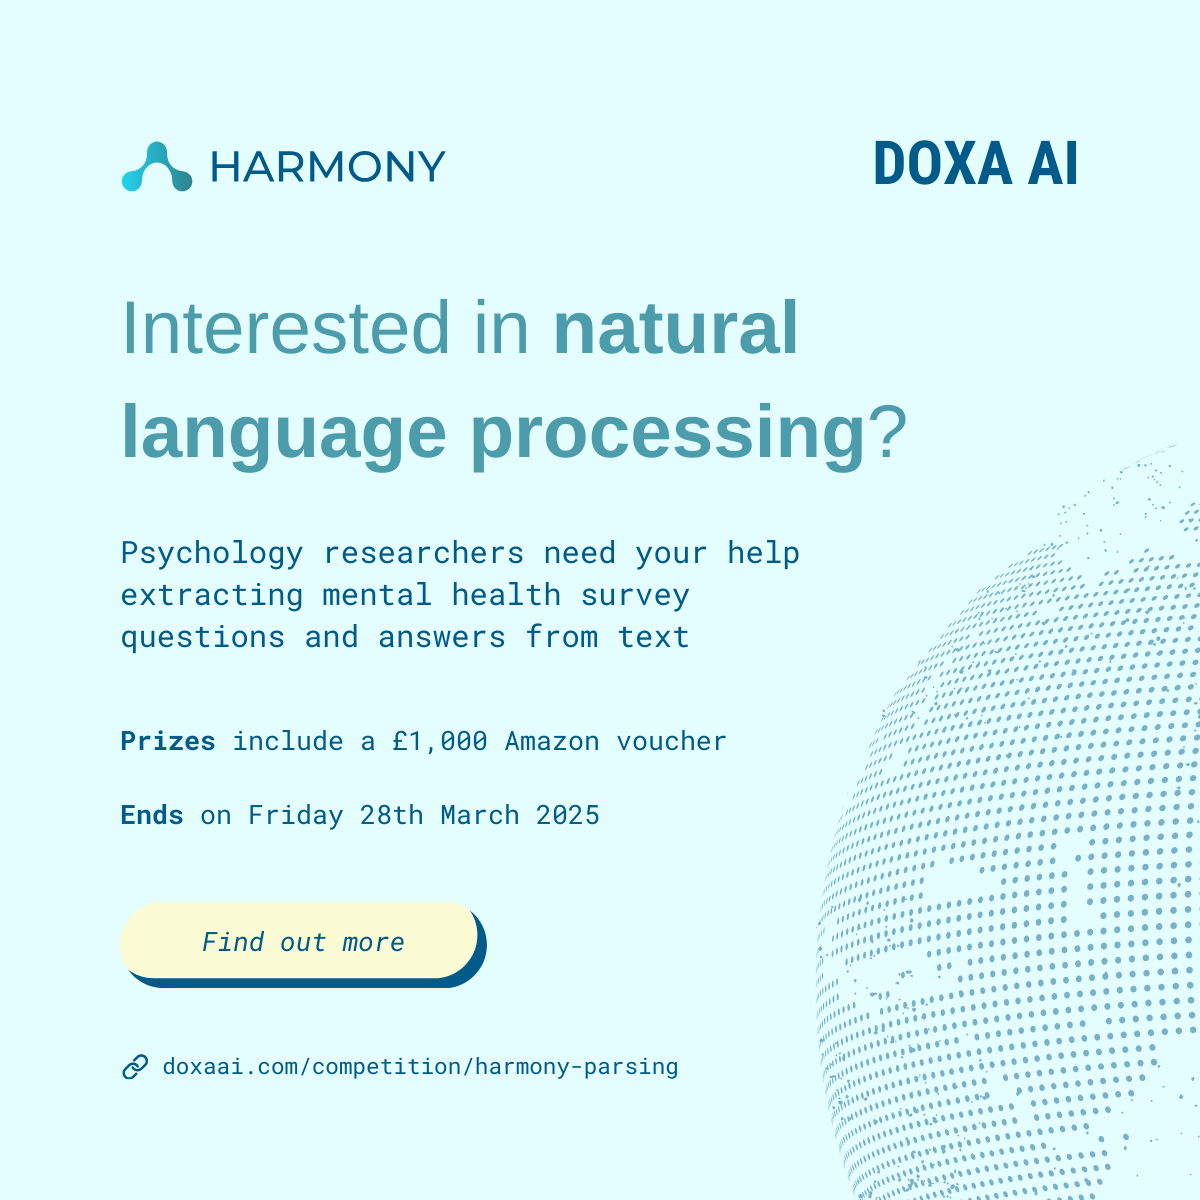 HARMONY
DOXA AI
Interested in natural
language processing?
Psychology researchers need your help
extracting mental health survey
questions and answers from text
Prizes include a £1,000 Amazon voucher
Ends on Friday 28th March 2025
Find out more
doxaai.com/competition/harmony-parsing